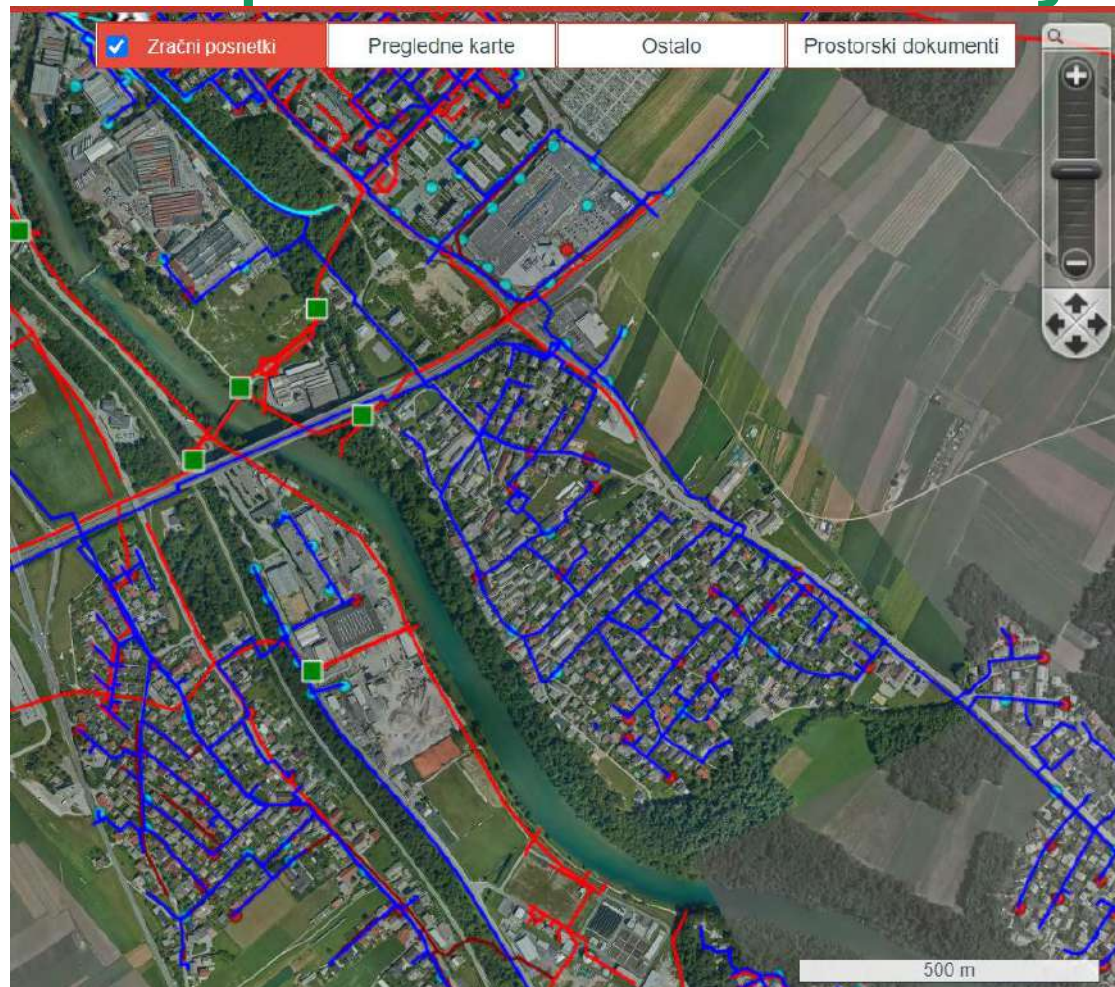 Zračni posnetki
Pregledne karte
Ostalo
Prostorski dokumenti
500 m